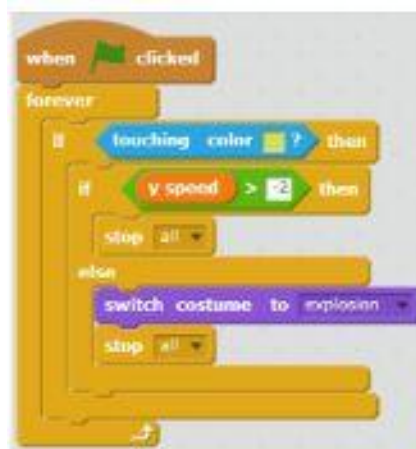 when clicked
forever
if touching color ? then
if y speed > -2 then
stop all
else
switch costume to explosion
stop all